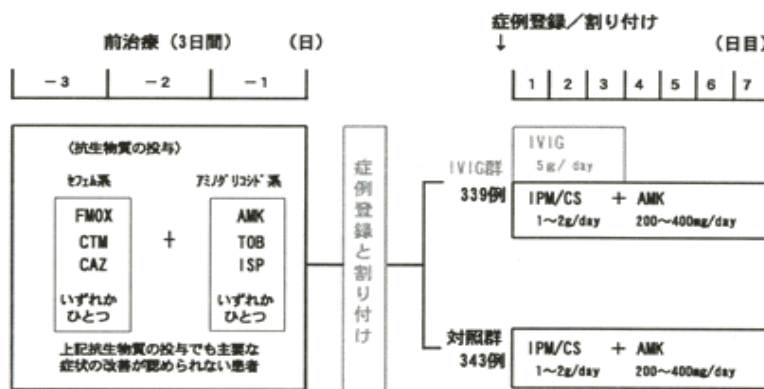 症例登録/割り付け
前治療（3日間）　（日）
↓　（日目）
－3　－2　－1
1　2　3　4　5　6　7
〈抗生物質の投与〉
セフェム系　アミノグリコシド系
FMOX　AMK
CTM　+　TOB
CAZ　ISP
いずれか　いずれか
ひとつ　ひとつ
上記抗生物質の投与でも主要な
症状の改善が認められない患者
症例登録と割り付け
IVIG群
339例
IVIG
5g/day
IPM/CS　+　AMK
1～2g/day　200～400mg/day
対照群
343例
IPM/CS　+　AMK
1～2g/day　200～400mg/day